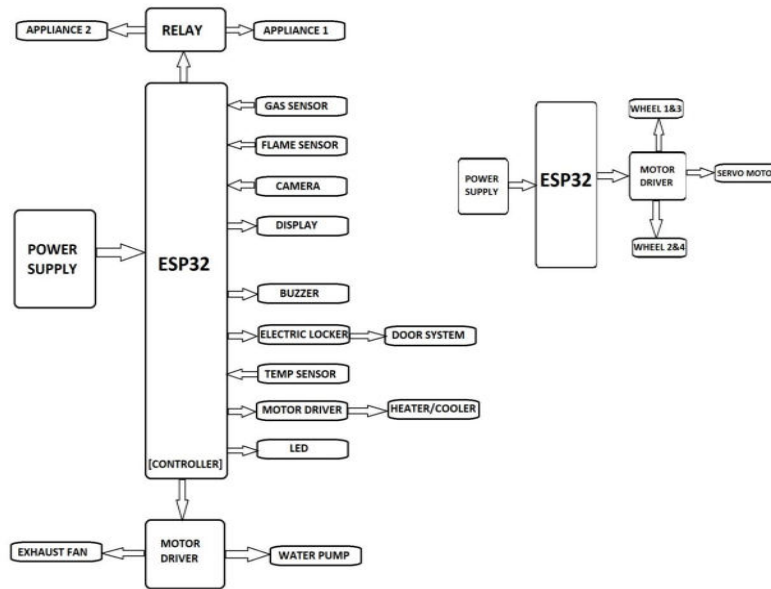 APPLIANCE 2
RELAY
APPLIANCE 1
GAS SENSOR
FLAME SENSOR
CAMERA
DISPLAY
POWER
SUPPLY
ESP32
BUZZER
ELECTRIC LOCKER
DOOR SYSTEM
TEMP SENSOR
MOTOR DRIVER
HEATER/COOLER
LED
[CONTROLLER]
EXHAUST FAN
MOTOR
DRIVER
WATER PUMP
POWER
SUPPLY
ESP32
WHEEL 1&3
MOTOR
DRIVER
SERVO MOTO
WHEEL 2&4